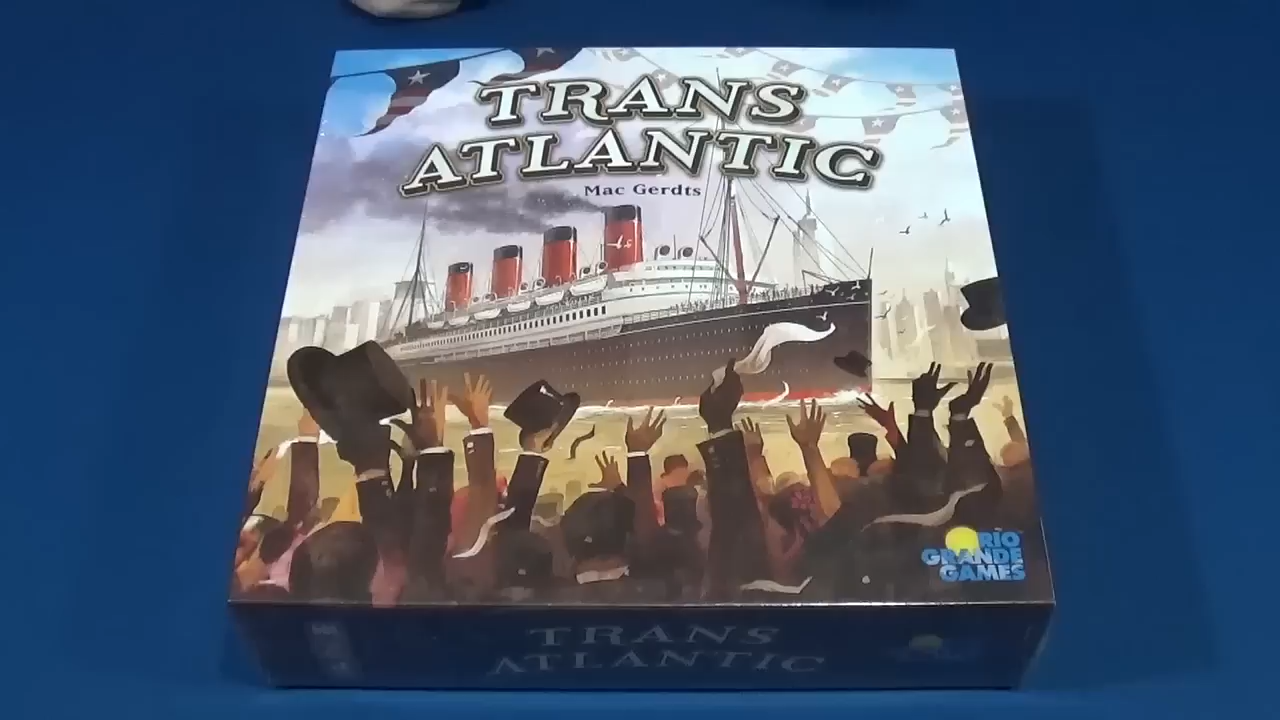 TRANS
ATLANTIC
Mac Gerdts
RIO
GRANDE
GAMES
TRANS
ATLANTIC